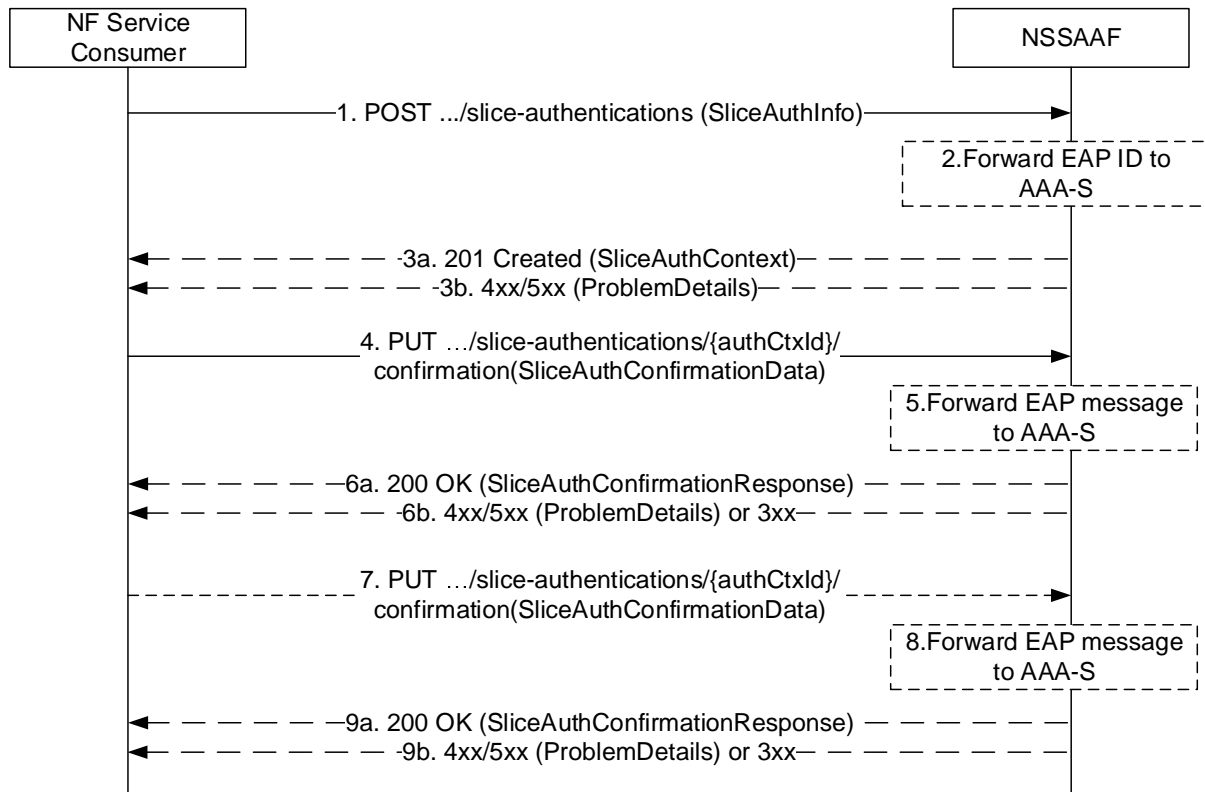 NF Service
Consumer
NSSAAF
1. POST .../slice-authentications (SliceAuthInfo)
2.Forward EAP ID to
AAA-S
3a. 201 Created (SliceAuthContext)
3b. 4xx/5xx (ProblemDetails)
4. PUT …/slice-authentications/{authCtxId}/
confirmation(SliceAuthConfirmationData)
5.Forward EAP message
to AAA-S
6a. 200 OK (SliceAuthConfirmationResponse)
6b. 4xx/5xx (ProblemDetails) or 3xx
7. PUT …/slice-authentications/{authCtxId}/
confirmation(SliceAuthConfirmationData)
8.Forward EAP message
to AAA-S
9a. 200 OK (SliceAuthConfirmationResponse)
9b. 4xx/5xx (ProblemDetails) or 3xx